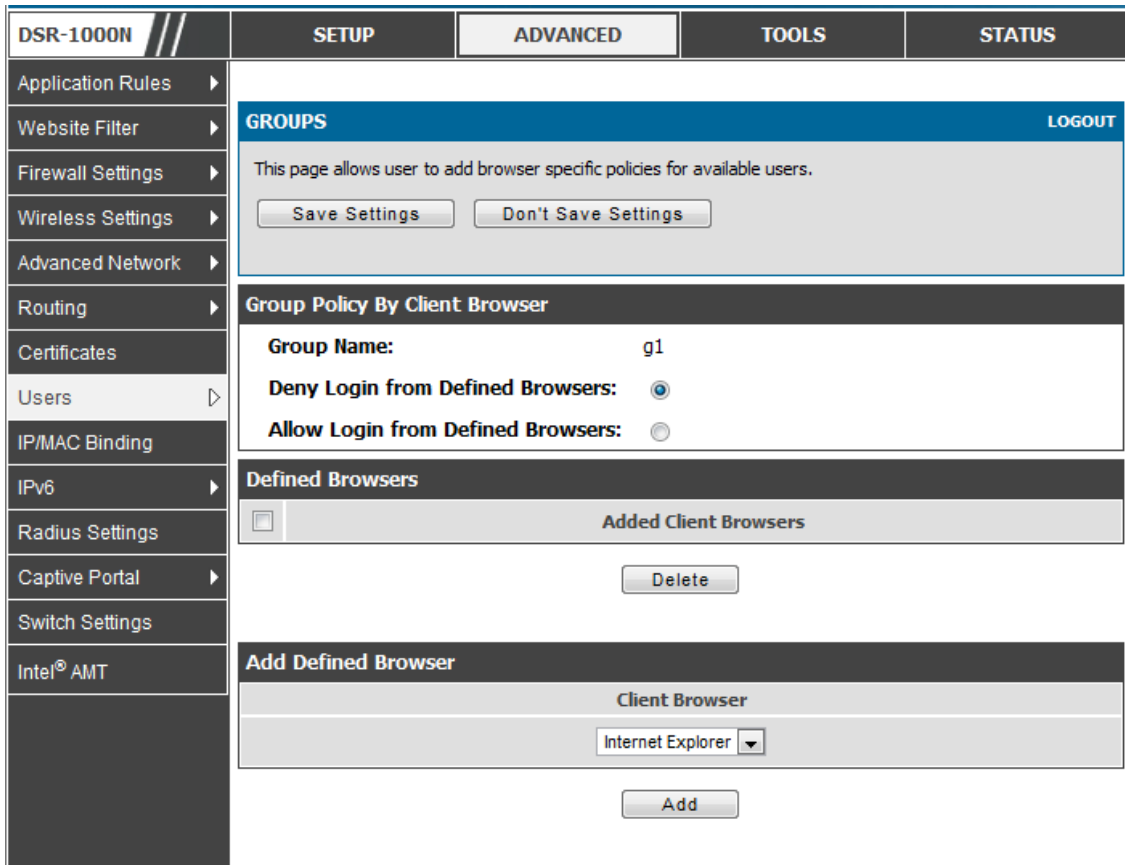 DSR-1000N
SETUP
ADVANCED
TOOLS
STATUS
Application Rules
Website Filter
Firewall Settings
Wireless Settings
Advanced Network
Routing
Certificates
Users
IP/MAC Binding
IPv6
Radius Settings
Captive Portal
Switch Settings
Intel® AMT
GROUPS
LOGOUT
This page allows user to add browser specific policies for available users.
Save Settings
Don't Save Settings
Group Policy By Client Browser
Group Name: g1
Deny Login from Defined Browsers:
Allow Login from Defined Browsers:
Defined Browsers
Added Client Browsers
Delete
Add Defined Browser
Client Browser
Internet Explorer
Add